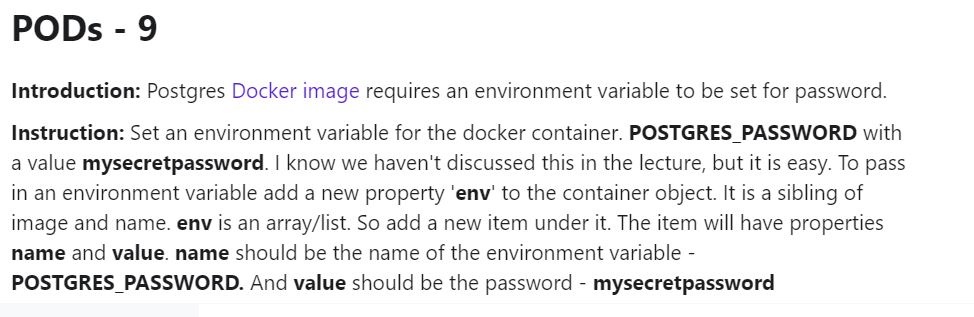 PODs - 9
Introduction: Postgres Docker image requires an environment variable to be set for password.
Instruction: Set an environment variable for the docker container. POSTGRES_PASSWORD with
a value mysecretpassword. I know we haven't discussed this in the lecture, but it is easy. To pass
in an environment variable add a new property 'env' to the container object. It is a sibling of
image and name. env is an array/list. So add a new item under it. The item will have properties
name and value. name should be the name of the environment variable -
POSTGRES_PASSWORD. And value should be the password - mysecretpassword